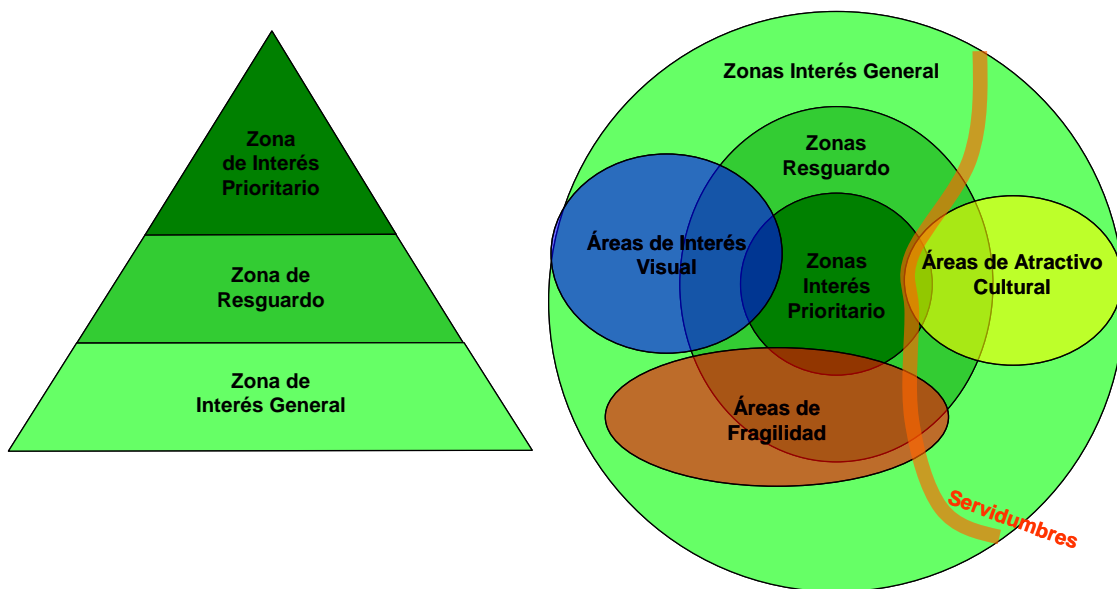 Zona
de Interés
Prioritario
Zona de
Resguardo
Zona de
Interés General
Zonas Interés General
Zonas
Resguardo
Áreas de Interés
Visual
Zonas
Interés
Prioritario
Áreas de Atractivo
Cultural
Áreas de
Fragilidad
Servidumbres